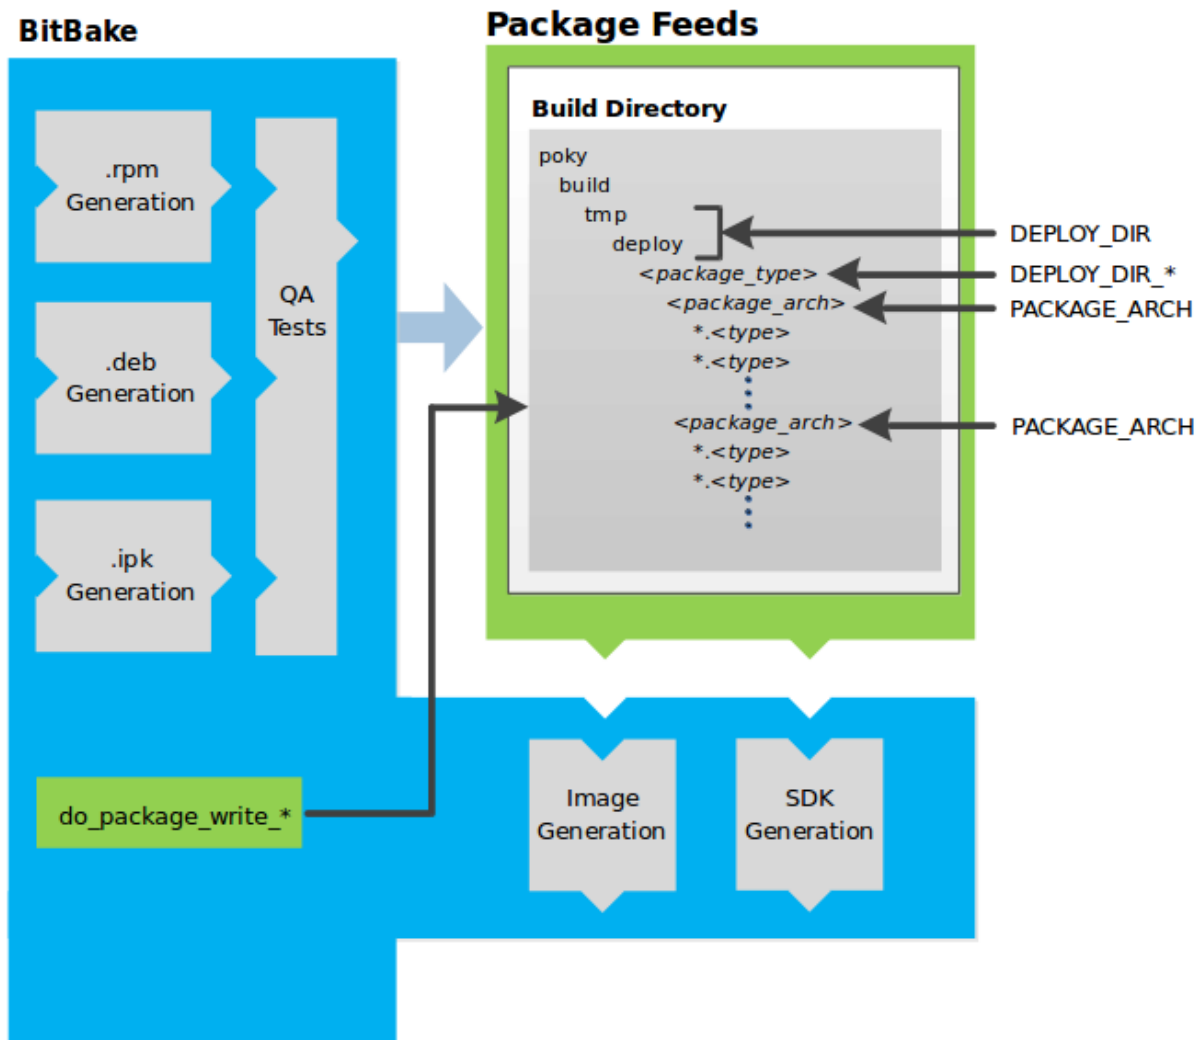 BitBake
Package Feeds
.rpm
Generation
.deb
Generation
.ipk
Generation
QA
Tests
do_package_write_*
Build Directory
poky
build
tmp
deploy
<package_type>
<package_arch>
*.<type>
*.<type>
<package_arch>
*.<type>
*.<type>
DEPLOY_DIR
DEPLOY_DIR_*
PACKAGE_ARCH
PACKAGE_ARCH
Image
Generation
SDK
Generation